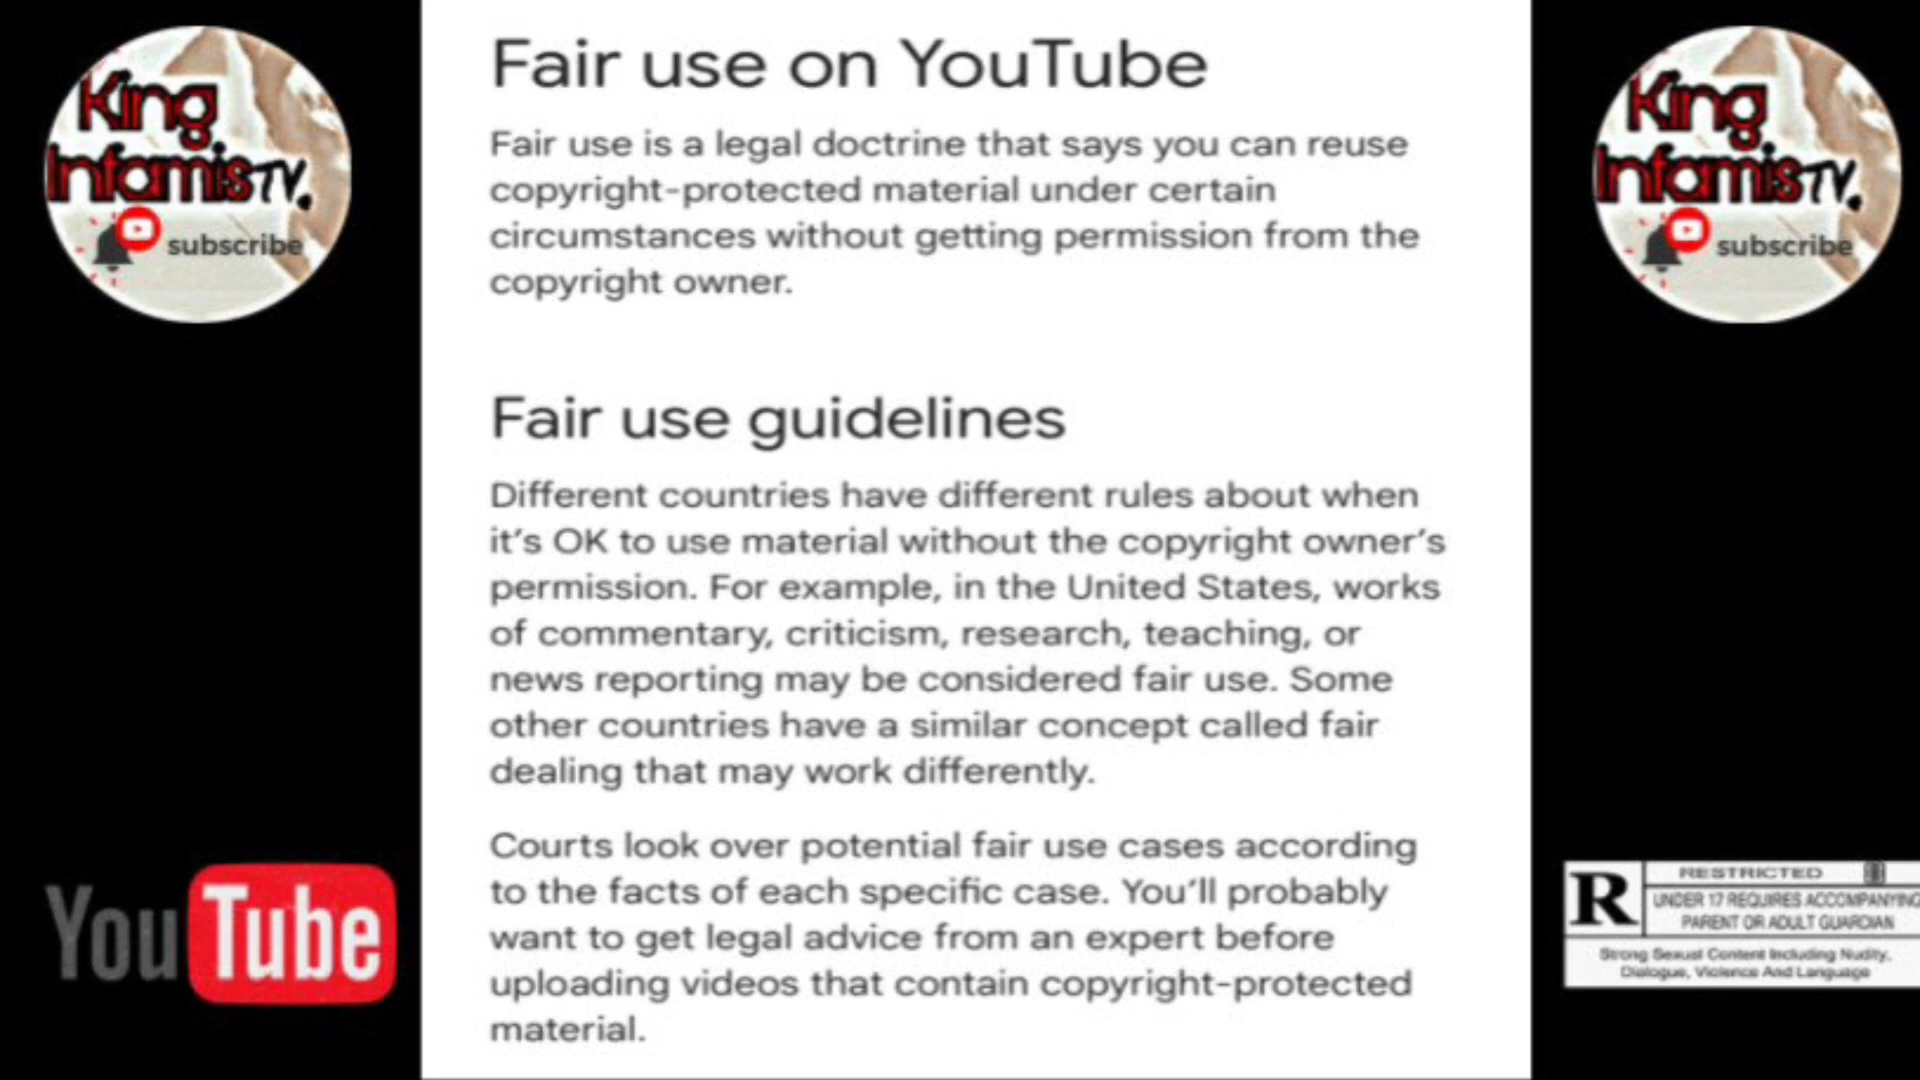 King
InfamisTV.
subscribe
Fair use on YouTube
Fair use is a legal doctrine that says you can reuse
copyright-protected material under certain
circumstances without getting permission from the
copyright owner.
Fair use guidelines
Different countries have different rules about when
it's OK to use material without the copyright owner's
permission. For example, in the United States, works
of commentary, criticism, research, teaching, or
news reporting may be considered fair use. Some
other countries have a similar concept called fair
dealing that may work differently.
Courts look over potential fair use cases according
to the facts of each specific case. You'll probably
want to get legal advice from an expert before
uploading videos that contain copyright-protected
material.
King
InfamisTV.
subscribe
YouTube
R
RESTRICTED
UNDER 17 REQUIRES ACCOMPANYING
PARENT OR ADULT GUARDIAN
Strong Sexual Content Including Nudity,
Dialogue, Violence And Language